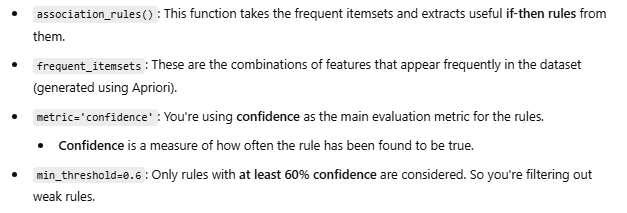 • association_rules() : This function takes the frequent itemsets and extracts useful if-then rules from
them.
• frequent_itemsets : These are the combinations of features that appear frequently in the dataset
(generated using Apriori).
• metric='confidence' : You're using confidence as the main evaluation metric for the rules.
• Confidence is a measure of how often the rule has been found to be true.
• min_threshold=0.6 : Only rules with at least 60% confidence are considered. So you're filtering out
weak rules.